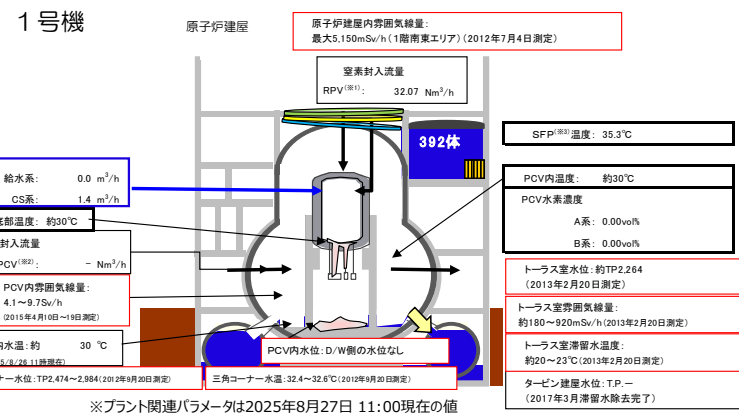 1号機
原子炉建屋
原子炉建屋内雰囲気線量:
最大5,150mSv/h(1階南東エリア)(2012年7月4日測定)
窒素封入流量
RPV(※1): 32.07 Nm³/h
392体
SFP(※3)温度: 35.3℃
給水系: 0.0 m³/h
CS系: 1.4 m³/h
PCV内温度: 約30℃
PCV水素濃度
A系: 0.00vol%
B系: 0.00vol%
底部温度: 約30℃
封入流量
PCV(※2): - Nm³/h
PCV内雰囲気線量:
4.1~9.7Sv/h
(2015年4月10日~19日測定)
トーラス室水位: 約TP2,264
(2013年2月20日測定)
トーラス室雰囲気線量:
約180~920mSv/h(2013年2月20日測定)
内水温: 約 30 ℃
5/8/26 11時現在)
PCV内水位: D/W側の水位なし
トーラス室滞留水温度:
約20~23℃(2013年2月20日測定)
ナー水位: TP2,474~2,984(2012年9月20日測定)
三角コーナー水温: 32.4~32.6℃(2012年9月20日測定)
タービン建屋水位: T.P.-
(2017年3月滞留水除去完了)
※プラント関連パラメータは2025年8月27日 11:00現在の値